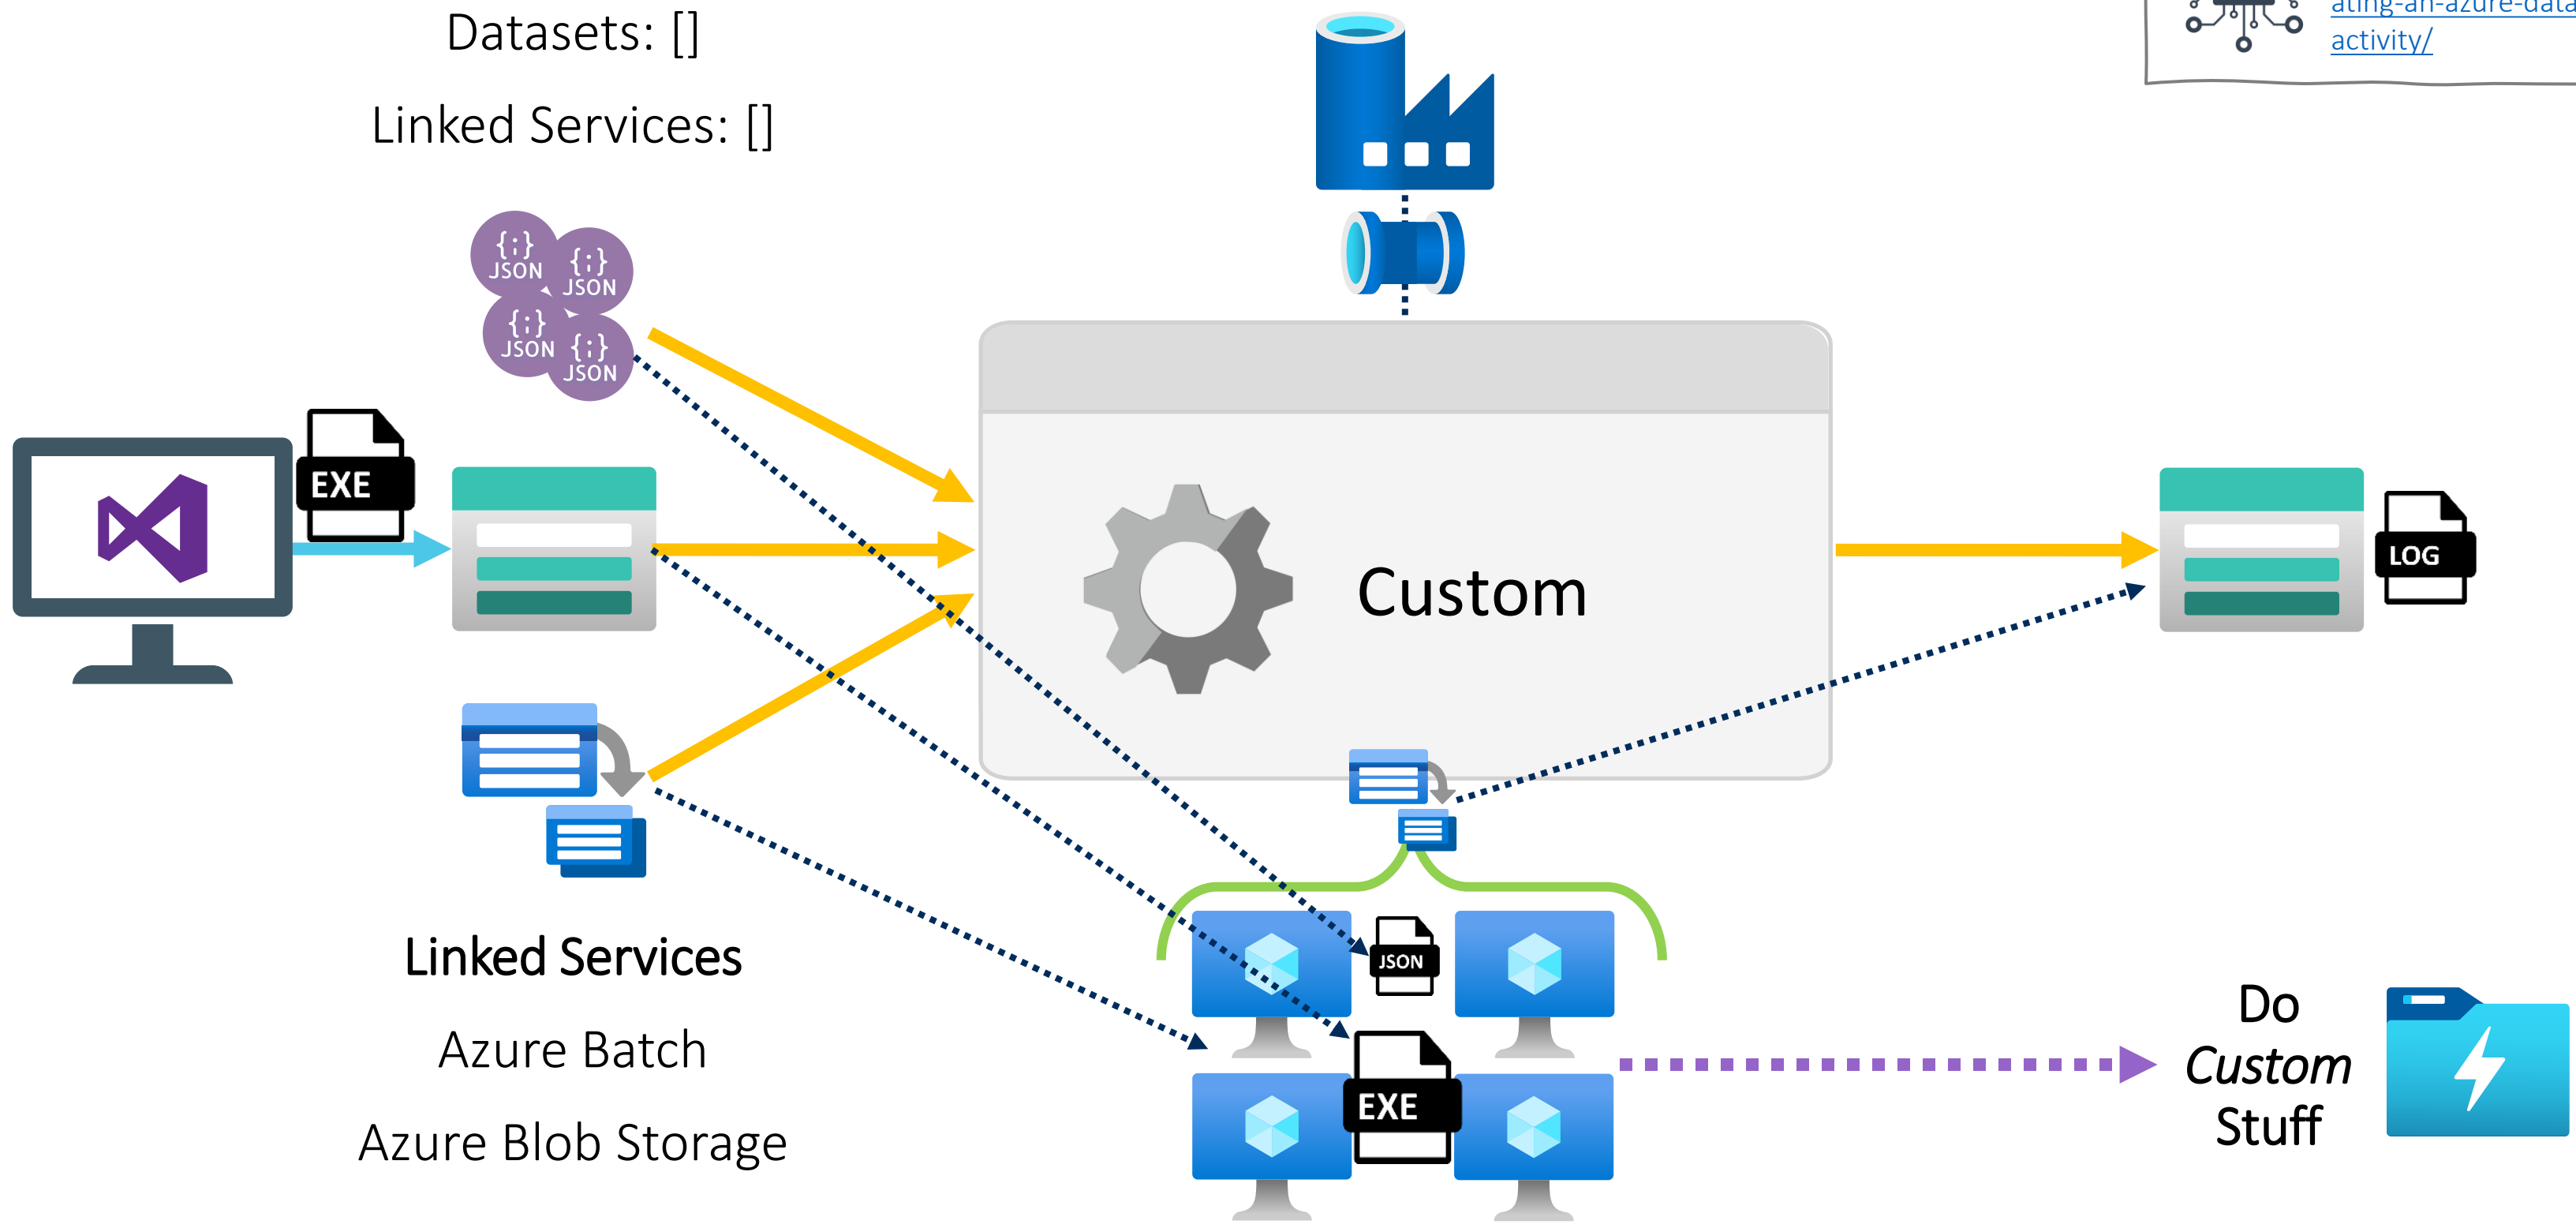 Datasets: []
Linked Services: []
ating-an-azure-data
activity/
{;}
JSON
{;}
JSON
{;}
JSON
{;}
JSON
EXE
Custom
LOG
Linked Services
Azure Batch
Azure Blob Storage
JSON
EXE
Do
Custom
Stuff